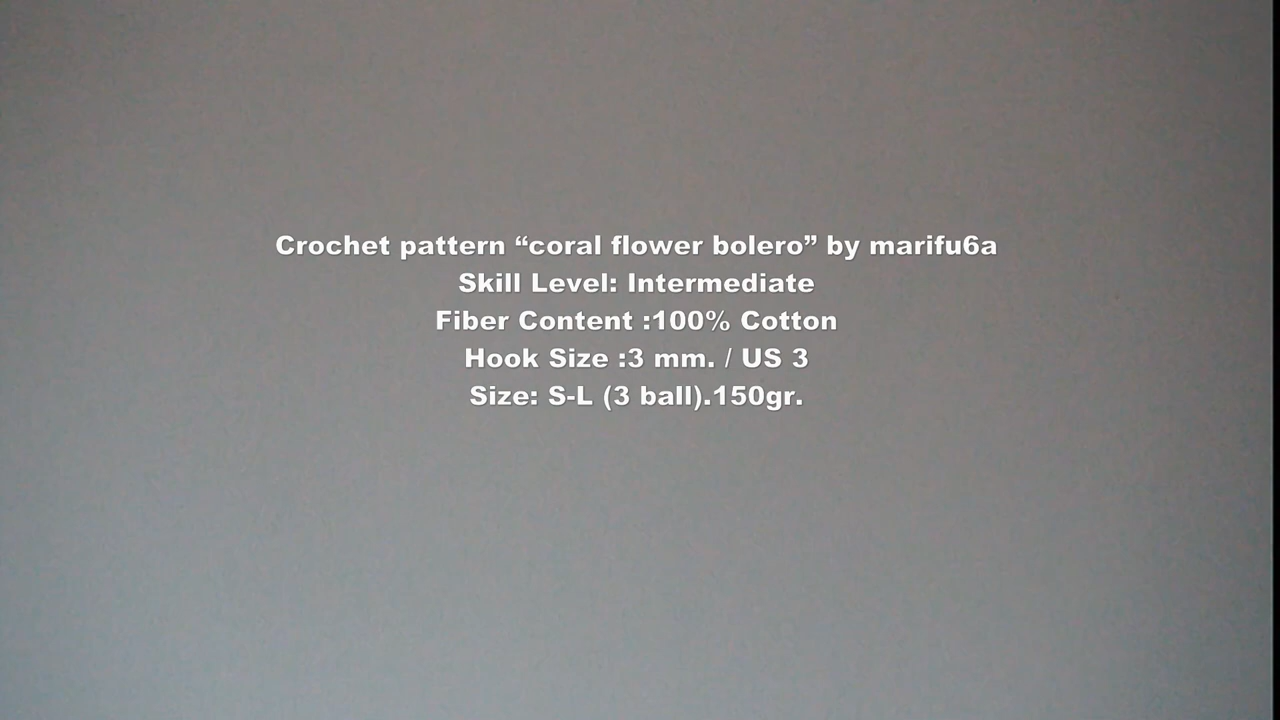 Crochet pattern “coral flower bolero” by marifu6a
Skill Level: Intermediate
Fiber Content :100% Cotton
Hook Size :3 mm. / US 3
Size: S-L (3 ball).150gr.